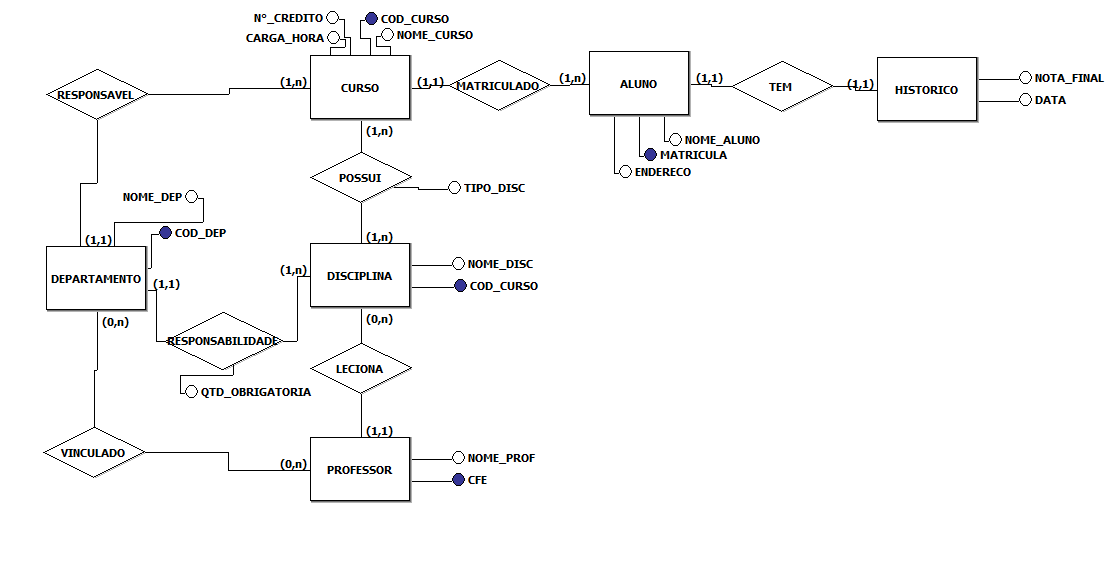 N°_CREDITO
COD_CURSO
CARGA_HORA
NOME_CURSO
(1,n)
CURSO
(1,1)
MATRICULADO
(1,n)
ALUNO
(1,1)
TEM
(1,1)
HISTORICO
NOTA_FINAL
DATA
RESPONSAVEL
(1,n)
NOME_ALUNO
MATRICULA
ENDERECO
POSSUI
TIPO_DISC
NOME_DEP
COD_DEP
(1,1)
(1,n)
DEPARTAMENTO
(1,1)
(1,n)
DISCIPLINA
NOME_DISC
COD_CURSO
(0,n)
(0,n)
RESPONSABILIDADE
QTD_OBRIGATORIA
LECIONA
(1,1)
VINCULADO
(0,n)
PROFESSOR
NOME_PROF
CFE